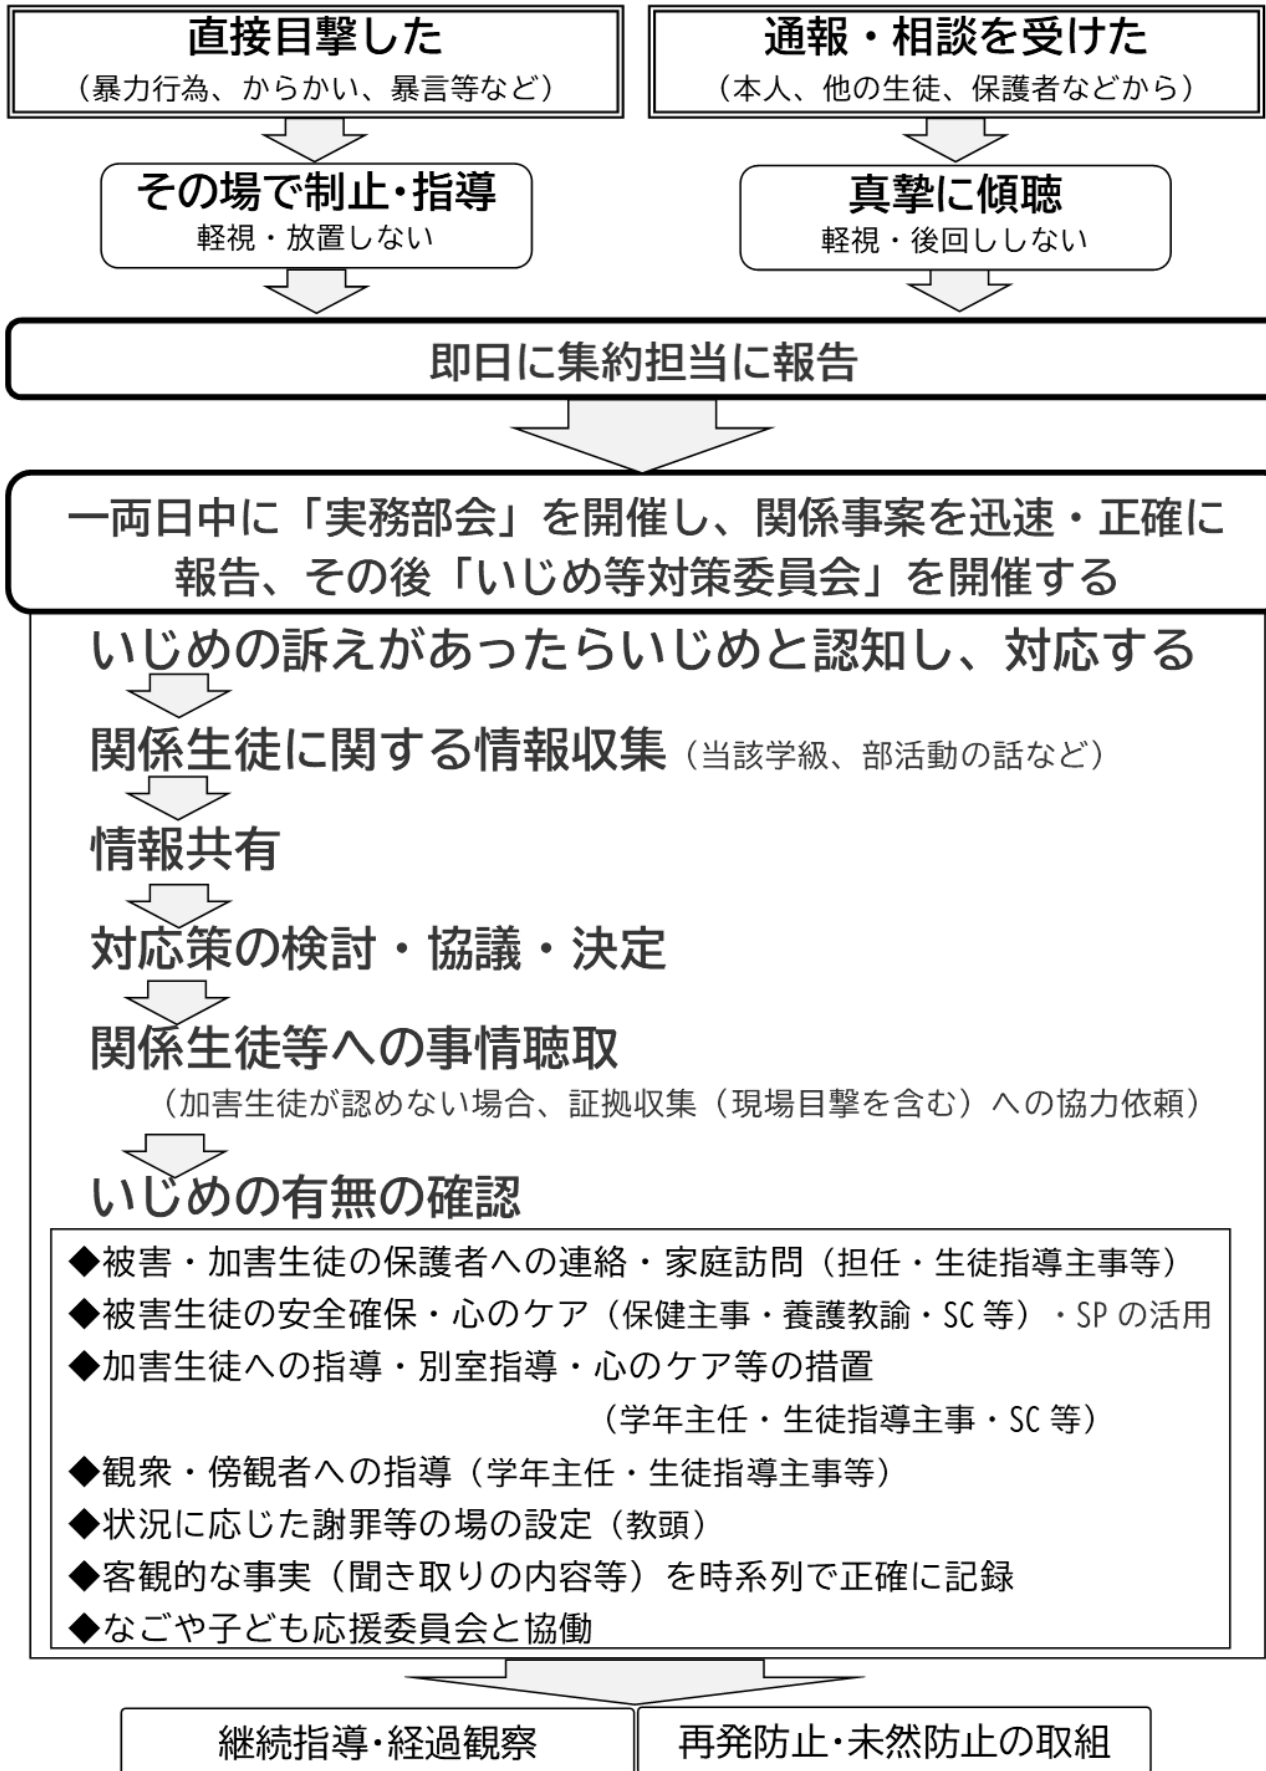 直接目撃した
（暴力行為、からかい、暴言等など）
通報・相談を受けた
（本人、他の生徒、保護者などから）
その場で制止･指導
軽視・放置しない
真摯に傾聴
軽視・後回ししない
即日に集約担当に報告
一両日中に「実務部会」を開催し、関係事案を迅速・正確に
報告、その後「いじめ等対策委員会」を開催する
いじめの訴えがあったらいじめと認知し、対応する
関係生徒に関する情報収集（当該学級、部活動の話など）
情報共有
対応策の検討・協議・決定
関係生徒等への事情聴取
（加害生徒が認めない場合、証拠収集（現場目撃を含む）への協力依頼）
いじめの有無の確認
◆被害・加害生徒の保護者への連絡・家庭訪問（担任・生徒指導主事等）
◆被害生徒の安全確保・心のケア（保健主事・養護教諭・SC 等）・SP の活用
◆加害生徒への指導・別室指導・心のケア等の措置
（学年主任・生徒指導主事・SC 等）
◆観衆・傍観者への指導（学年主任・生徒指導主事等）
◆状況に応じた謝罪等の場の設定（教頭）
◆客観的な事実（聞き取りの内容等）を時系列で正確に記録
◆なごや子ども応援委員会と協働
継続指導･経過観察
再発防止･未然防止の取組